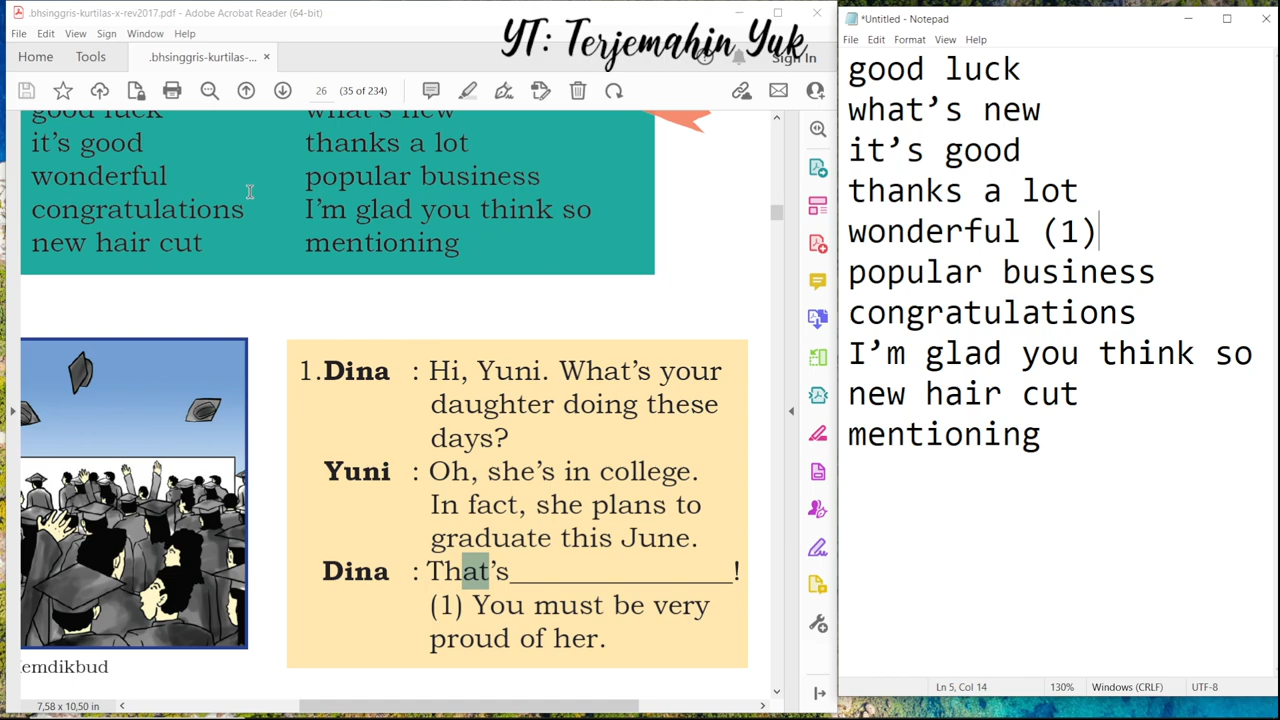 .bhsinggris-kurtilas-x-rev2017.pdf - Adobe Acrobat Reader (64-bit)
File Edit View Sign Window Help
YT: Terjemahin Yuk
Home Tools .bhsinggris-kurtilas-... × Sign In
26 (35 of 234)
good luck what's new
it's good thanks a lot
wonderful popular business
congratulations I'm glad you think so
new hair cut mentioning
1. Dina : Hi, Yuni. What's your
daughter doing these
days?
Yuni : Oh, she's in college.
In fact, she plans to
graduate this June.
Dina : That's_________________!
(1) You must be very
proud of her.
emdikbud
7,58 x 10,50 in
*Untitled - Notepad
File Edit Format View Help
good luck
what’s new
it’s good
thanks a lot
wonderful (1)
popular business
congratulations
I’m glad you think so
new hair cut
mentioning
Ln 5, Col 14 130% Windows (CRLF) UTF-8